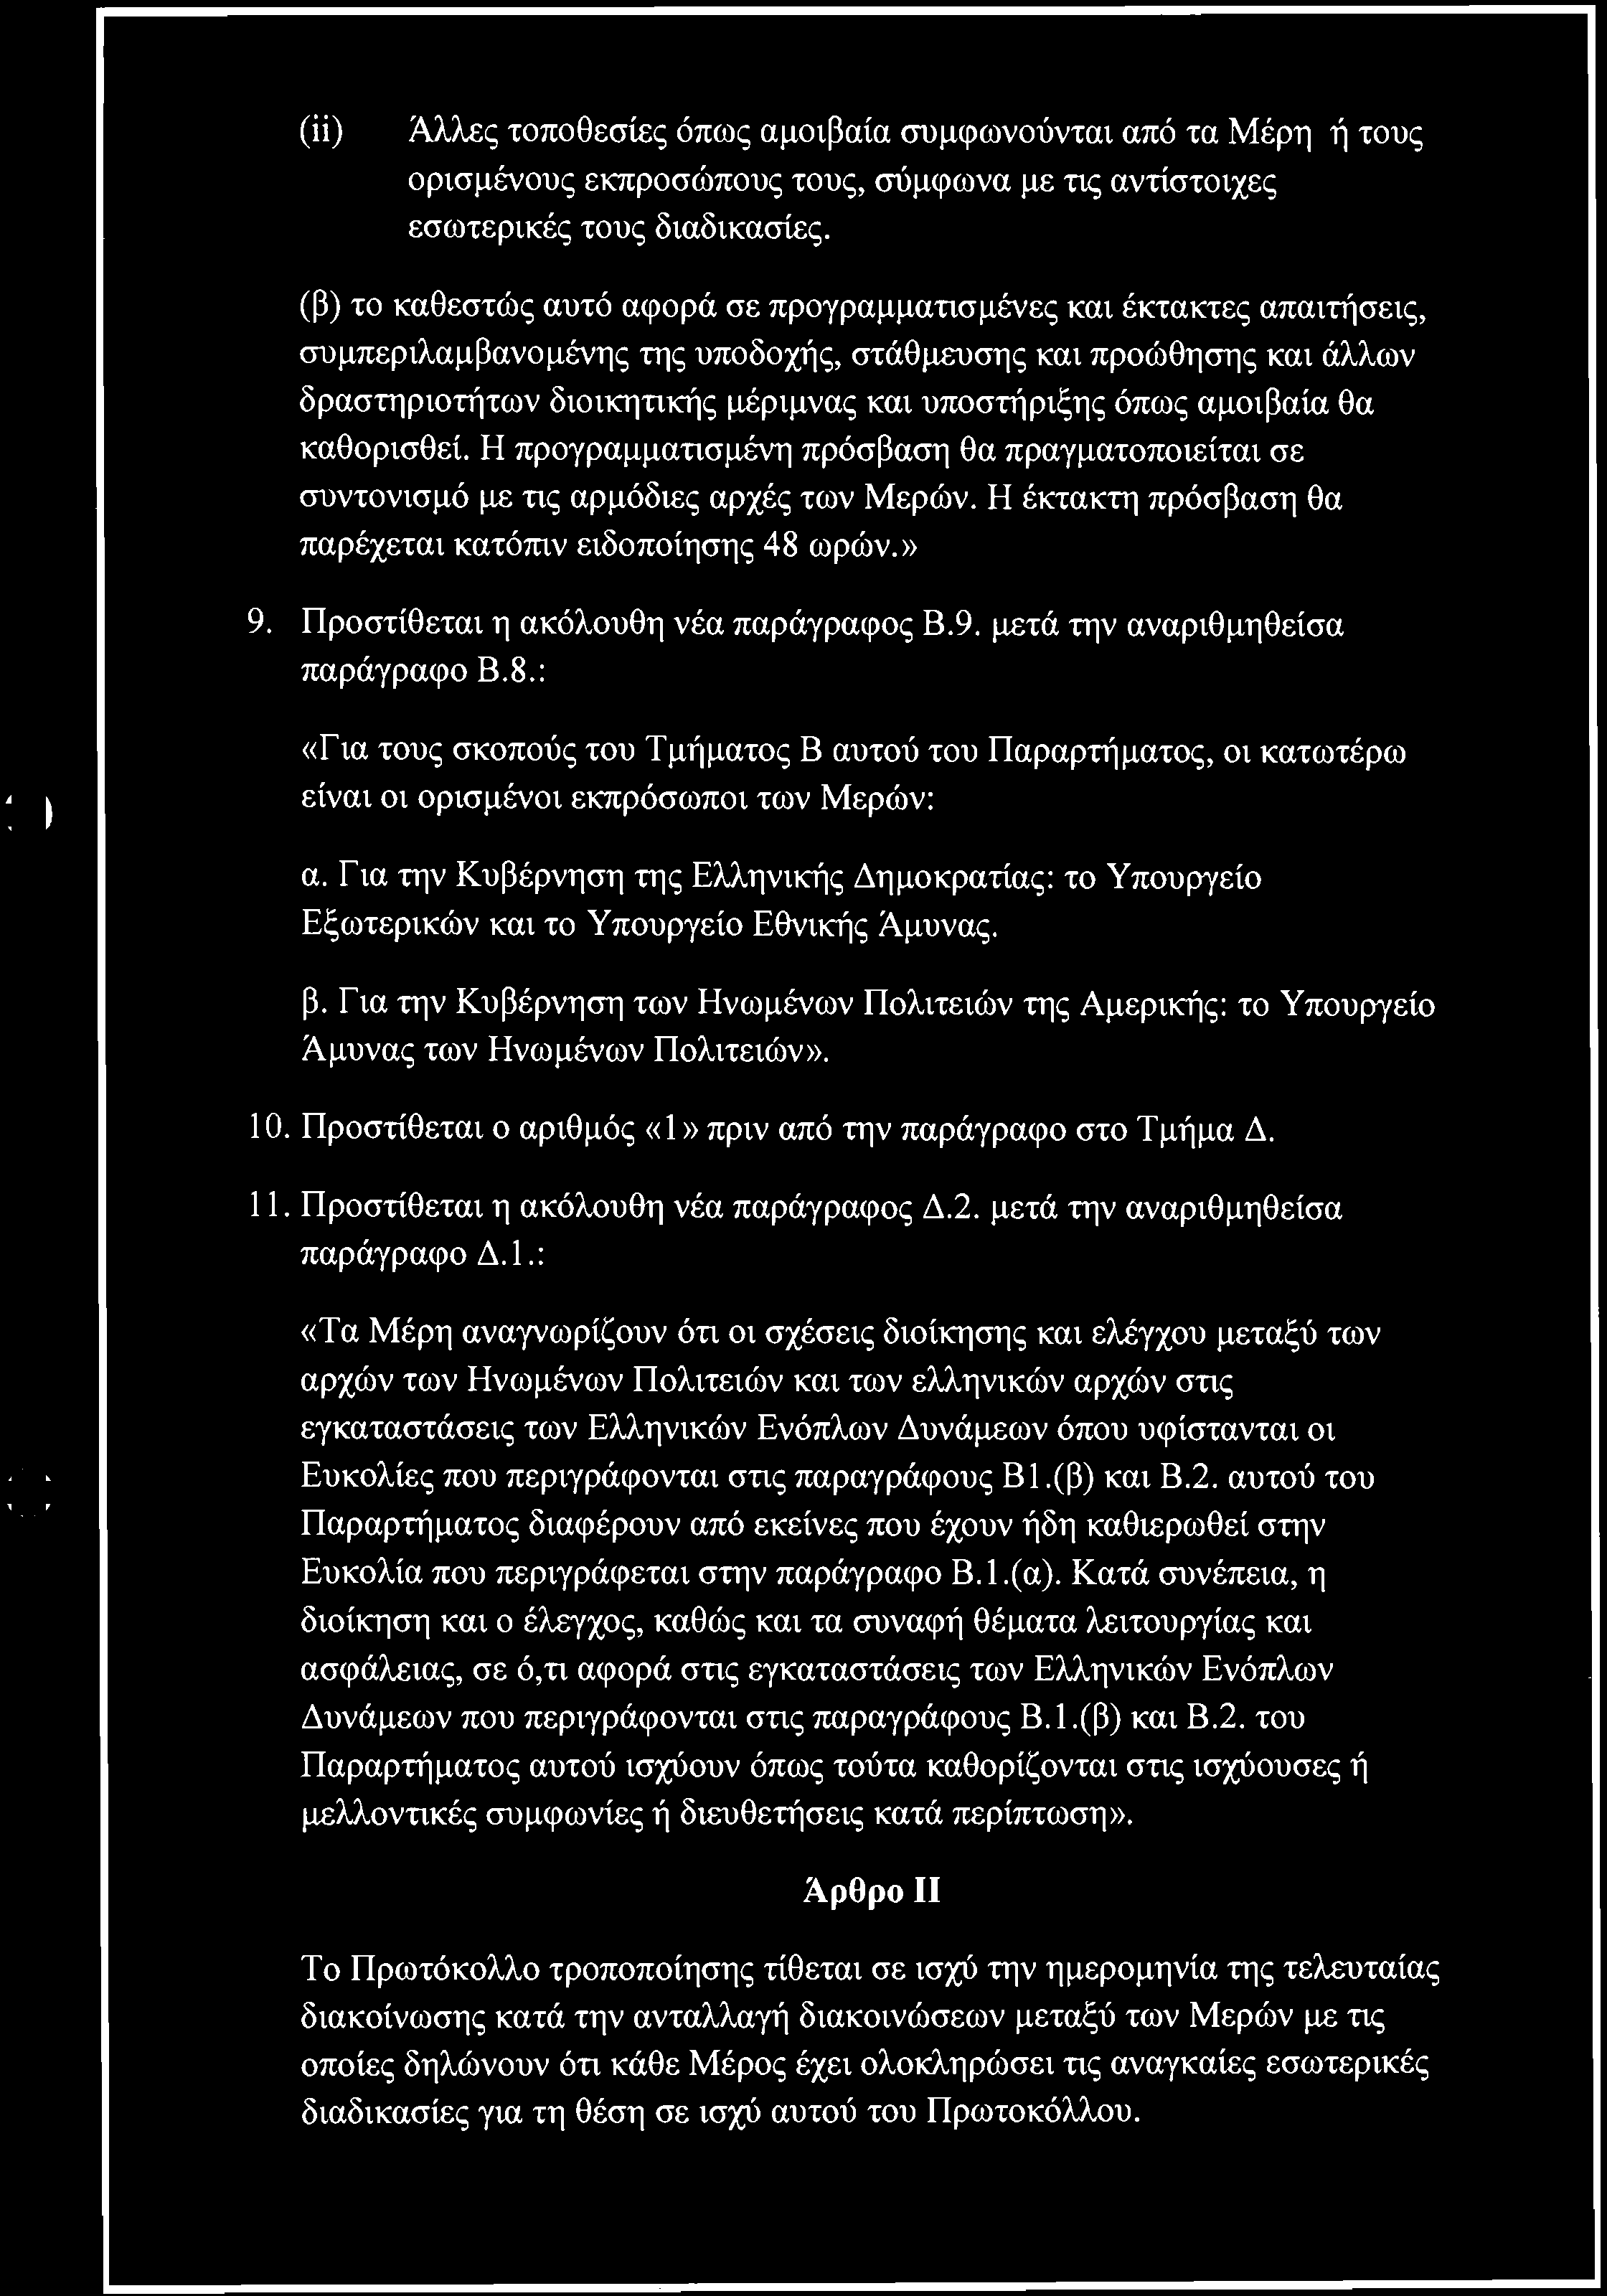 (ii) Άλλες τοποθεσίες όπως αμοιβαία συμφωνούνται από τα Μέρη ή τους
ορισμένους εκπροσώπους τους, σύμφωνα με τις αντίστοιχες
εσωτερικές τους διαδικασίες.
(β) το καθεστώς αυτό αφορά σε προγραμματισμένες και έκτακτες απαιτήσεις,
συμπεριλαμβανομένης της υποδοχής, στάθμευσης και προώθησης και άλλων
δραστηριοτήτων διοικητικής μέριμνας και υποστήριξης όπως αμοιβαία θα
καθορισθεί. Η προγραμματισμένη πρόσβαση θα πραγματοποιείται σε
συντονισμό με τις αρμόδιες αρχές των Μερών. Η έκτακτη πρόσβαση θα
παρέχεται κατόπιν ειδοποίησης 48 ωρών.»
9. Προστίθεται η ακόλουθη νέα παράγραφος Β.9. μετά την αναριθμηθείσα
παράγραφο Β.8.:
«Για τους σκοπούς του Τμήματος Β αυτού του Παραρτήματος, οι κατωτέρω
είναι οι ορισμένοι εκπρόσωποι των Μερών:
α. Για την Κυβέρνηση της Ελληνικής Δημοκρατίας: το Υπουργείο
Εξωτερικών και το Υπουργείο Εθνικής Άμυνας.
β. Για την Κυβέρνηση των Ηνωμένων Πολιτειών της Αμερικής: το Υπουργείο
Άμυνας των Ηνωμένων Πολιτειών».
10. Προστίθεται ο αριθμός «1» πριν από την παράγραφο στο Τμήμα Δ.
11. Προστίθεται η ακόλουθη νέα παράγραφος Δ.2. μετά την αναριθμηθείσα
παράγραφο Δ.1.:
«Τα Μέρη αναγνωρίζουν ότι οι σχέσεις διοίκησης και ελέγχου μεταξύ των
αρχών των Ηνωμένων Πολιτειών και των ελληνικών αρχών στις
εγκαταστάσεις των Ελληνικών Ενόπλων Δυνάμεων όπου υφίστανται οι
Ευκολίες που περιγράφονται στις παραγράφους Β1.(β) και Β.2. αυτού του
Παραρτήματος διαφέρουν από εκείνες που έχουν ήδη καθιερωθεί στην
Ευκολία που περιγράφεται στην παράγραφο Β.1.(α). Κατά συνέπεια, η
διοίκηση και ο έλεγχος, καθώς και τα συναφή θέματα λειτουργίας και
ασφάλειας, σε ό,τι αφορά στις εγκαταστάσεις των Ελληνικών Ενόπλων
Δυνάμεων που περιγράφονται στις παραγράφους Β.1.(β) και Β.2. του
Παραρτήματος αυτού ισχύουν όπως τούτα καθορίζονται στις ισχύουσες ή
μελλοντικές συμφωνίες ή διευθετήσεις κατά περίπτωση».
Άρθρο ΙΙ
Το Πρωτόκολλο τροποποίησης τίθεται σε ισχύ την ημερομηνία της τελευταίας
διακοίνωσης κατά την ανταλλαγή διακοινώσεων μεταξύ των Μερών με τις
οποίες δηλώνουν ότι κάθε Μέρος έχει ολοκληρώσει τις αναγκαίες εσωτερικές
διαδικασίες για τη θέση σε ισχύ αυτού του Πρωτοκόλλου.